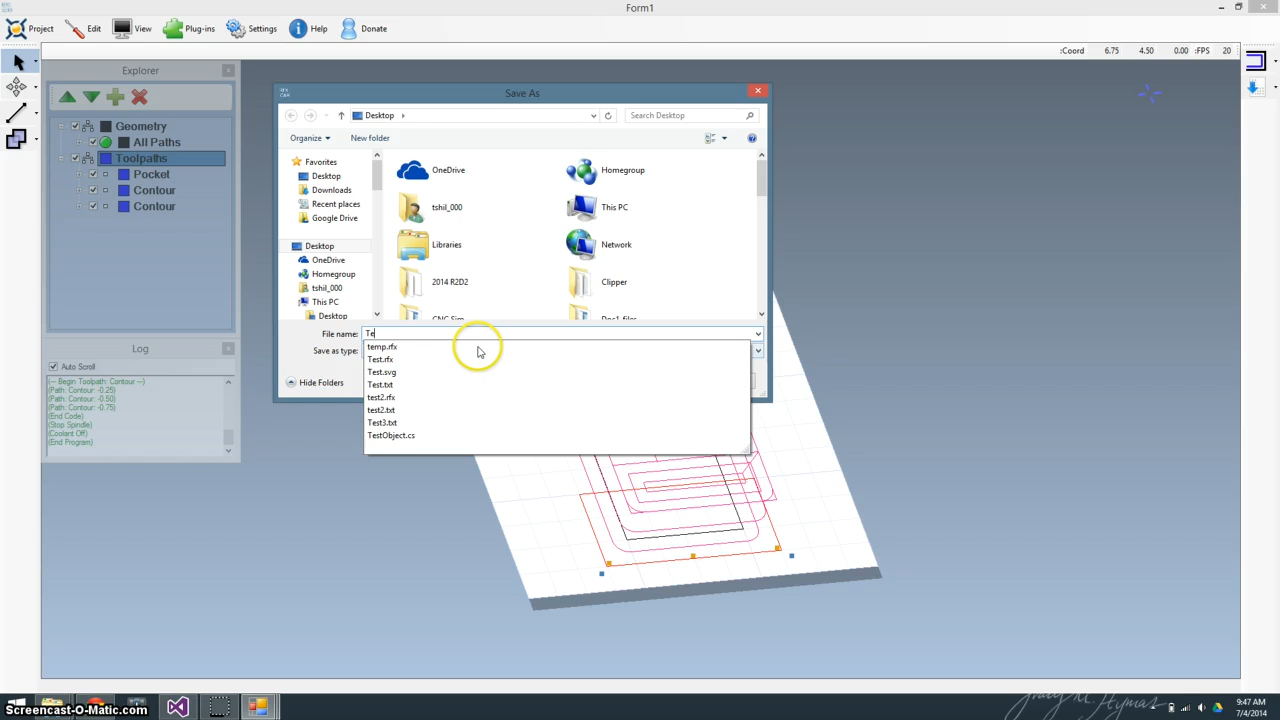 Form1
Project
Edit
View
Plug-ins
Settings
Help
Donate
:Coord 6.75 4.50 0.00 :FPS 20
Explorer
Geometry
All Paths
Toolpaths
Pocket
Contour
Contour
Log
Auto Scroll
(--- Begin Toolpath: Contour ---)
(Path: Contour: -0.25)
(Path: Contour: -0.50)
(Path: Contour: -0.75)
(End Code)
(Stop Spindle)
(Coolant Off)
(End Program)
Save As
Desktop
Search Desktop
Organize
New folder
Favorites
Desktop
Downloads
Recent places
Google Drive
Desktop
OneDrive
Homegroup
tshil_000
This PC
Desktop
OneDrive
Homegroup
tshil_000
This PC
Libraries
Network
2014 R2D2
Clipper
CNC Sim
Doc1_files
File name: Te
Save as type:
temp.rfx
Test.rfx
Test.svg
Test.txt
test2.rfx
test2.txt
Test3.txt
TestObject.cs
Hide Folders
Screencast-O-Matic.com
9:47 AM
7/4/2014